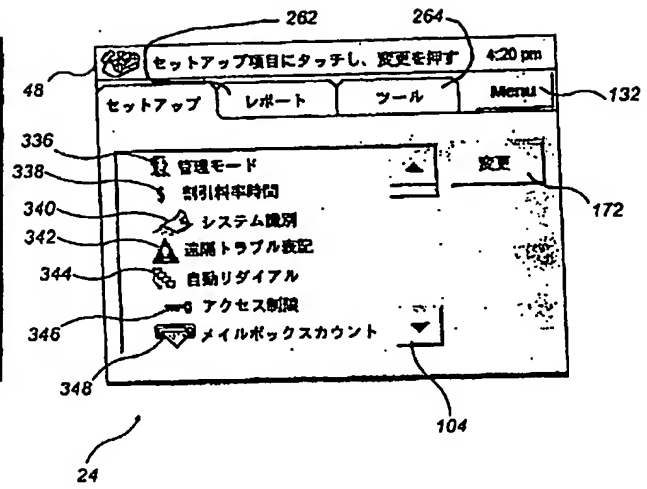 262 264
48 セットアップ項目にタッチし、変更を押す 4:20 pm
セットアップ レポート ツール Menu 132
336 管理モード 変更
338 $ 割引料率時間
172
340 システム識別
342 遠隔トラブル表記
344 自動リダイアル
346 アクセス制限
348 メイルボックスカウント
104
24